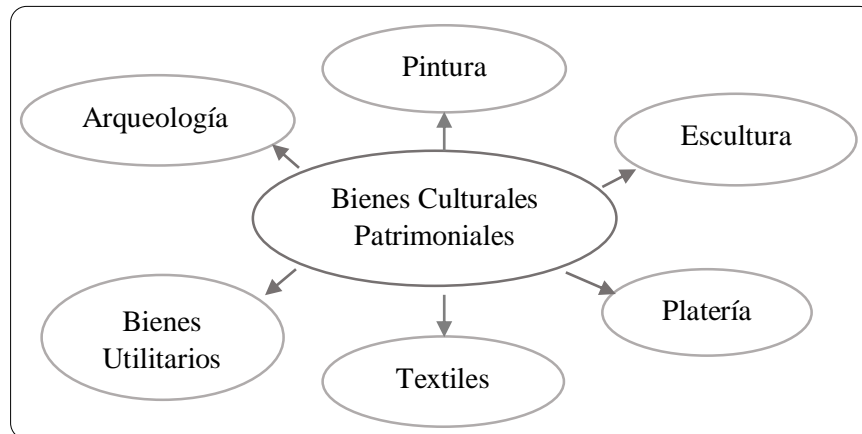 Pintura
Arqueología
Escultura
Bienes Culturales
Patrimoniales
Bienes
Utilitarios
Platería
Textiles